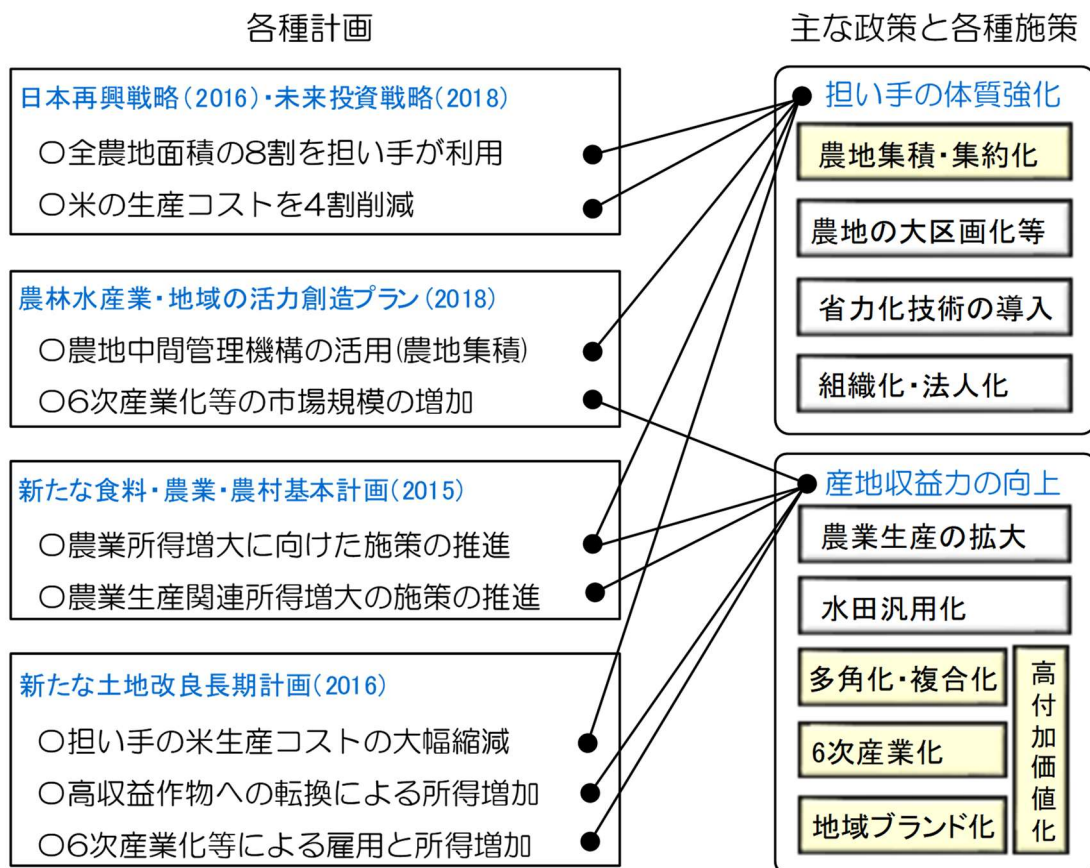 各種計画
日本再興戦略(2016)・未来投資戦略(2018)
〇全農地面積の8割を担い手が利用
〇米の生産コストを4割削減
農林水産業・地域の活力創造プラン(2018)
〇農地中間管理機構の活用(農地集積)
〇6次産業化等の市場規模の増加
新たな食料・農業・農村基本計画(2015)
〇農業所得増大に向けた施策の推進
〇農業生産関連所得増大の施策の推進
新たな土地改良長期計画(2016)
〇担い手の米生産コストの大幅縮減
〇高収益作物への転換による所得増加
〇6次産業化等による雇用と所得増加
主な政策と各種施策
担い手の体質強化
農地集積・集約化
農地の大区画化等
省力化技術の導入
組織化・法人化
産地収益力の向上
農業生産の拡大
水田汎用化
多角化・複合化
6次産業化
地域ブランド化
高付加価値化